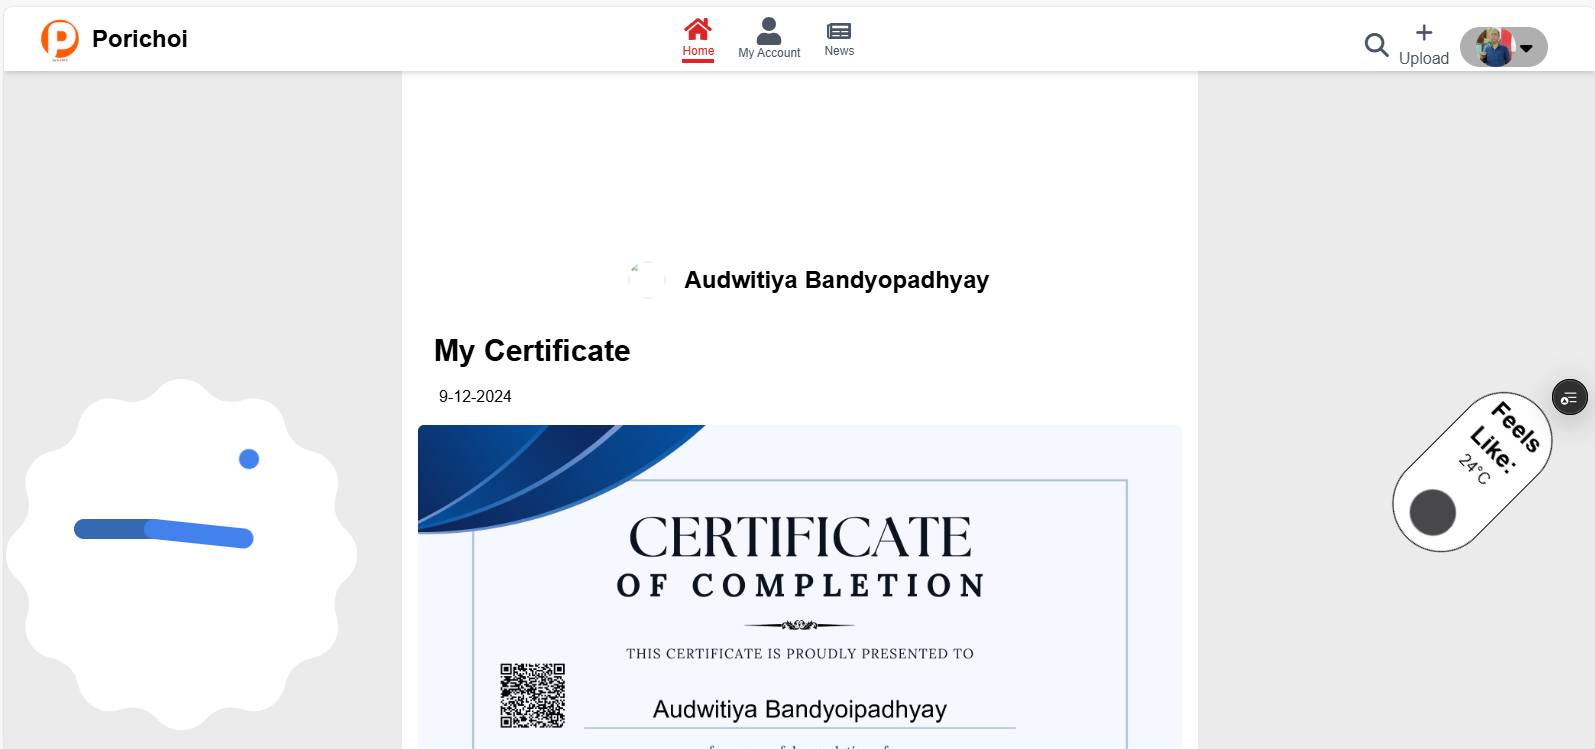 Porichoi
Home
My Account
News
Upload
Audwitiya Bandyopadhyay
My Certificate
9-12-2024
Feels
Like:
24°C
CERTIFICATE
OF COMPLETION
THIS CERTIFICATE IS PROUDLY PRESENTED TO
Audwitiya Bandyoipadhyay